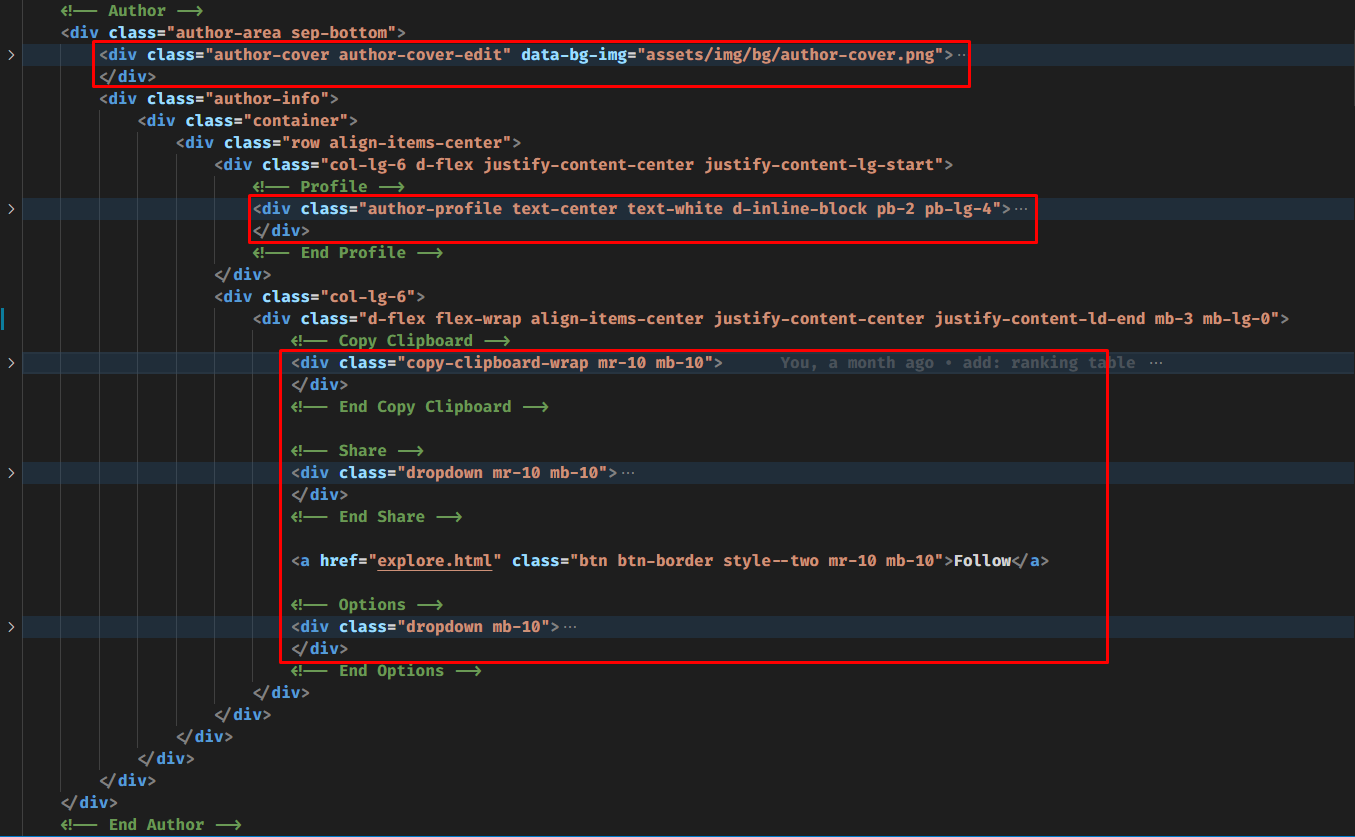 <!-- Author -->
<div class="author-area sep-bottom">
<div class="author-cover author-cover-edit" data-bg-img="assets/img/bg/author-cover.png">…
</div>
<div class="author-info">
<div class="container">
<div class="row align-items-center">
<div class="col-lg-6 d-flex justify-content-center justify-content-lg-start">
<!-- Profile -->
<div class="author-profile text-center text-white d-inline-block pb-2 pb-lg-4">…
</div>
<!-- End Profile -->
</div>
<div class="col-lg-6">
<div class="d-flex flex-wrap align-items-center justify-content-center justify-content-ld-end mb-3 mb-lg-0">
<!-- Copy Clipboard -->
<div class="copy-clipboard-wrap mr-10 mb-10"> You, a month ago • add: ranking table …
</div>
<!-- End Copy Clipboard -->
<!-- Share -->
<div class="dropdown mr-10 mb-10">…
</div>
<!-- End Share -->
<a href="explore.html" class="btn btn-border style--two mr-10 mb-10">Follow</a>
<!-- Options -->
<div class="dropdown mb-10">…
</div>
<!-- End Options -->
</div>
</div>
</div>
</div>
</div>
</div>
<!-- End Author -->